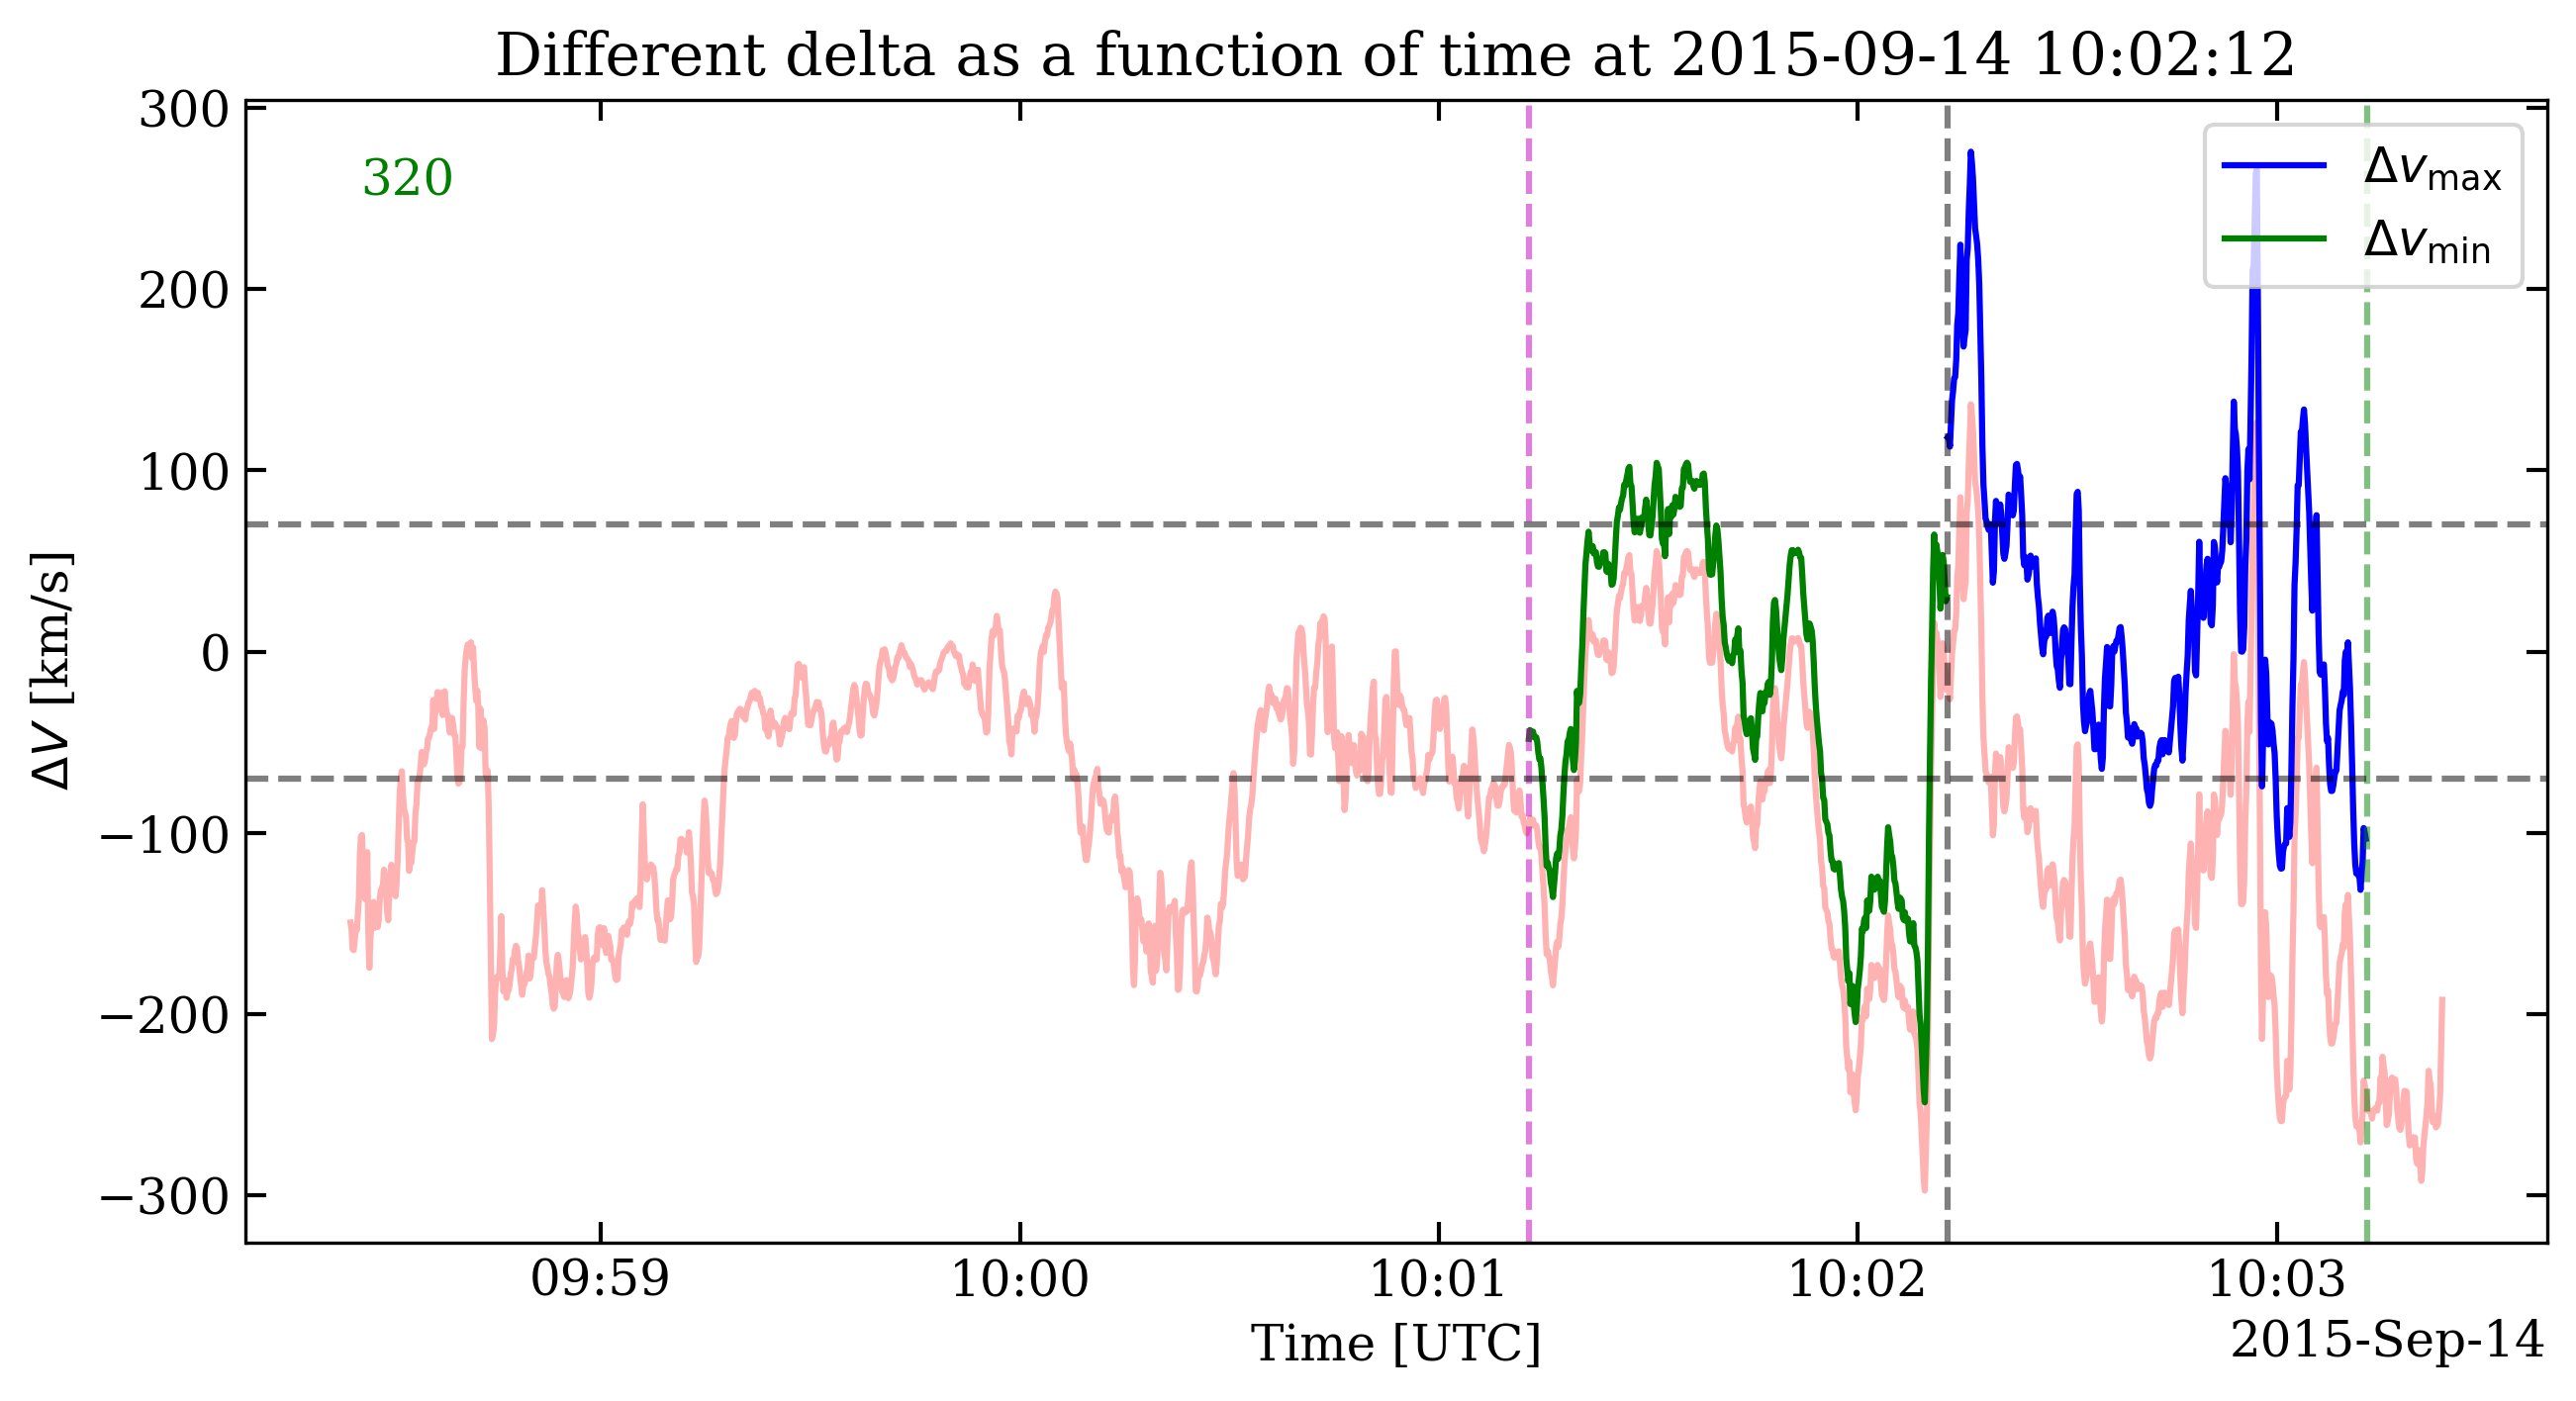 Different delta as a function of time at 2015-09-14 10:02:12
300
200
100
0
−100
−200
−300
ΔV [km/s]
320
Δv_max
Δv_min
09:59
10:00
10:01
10:02
10:03
Time [UTC]
2015-Sep-14